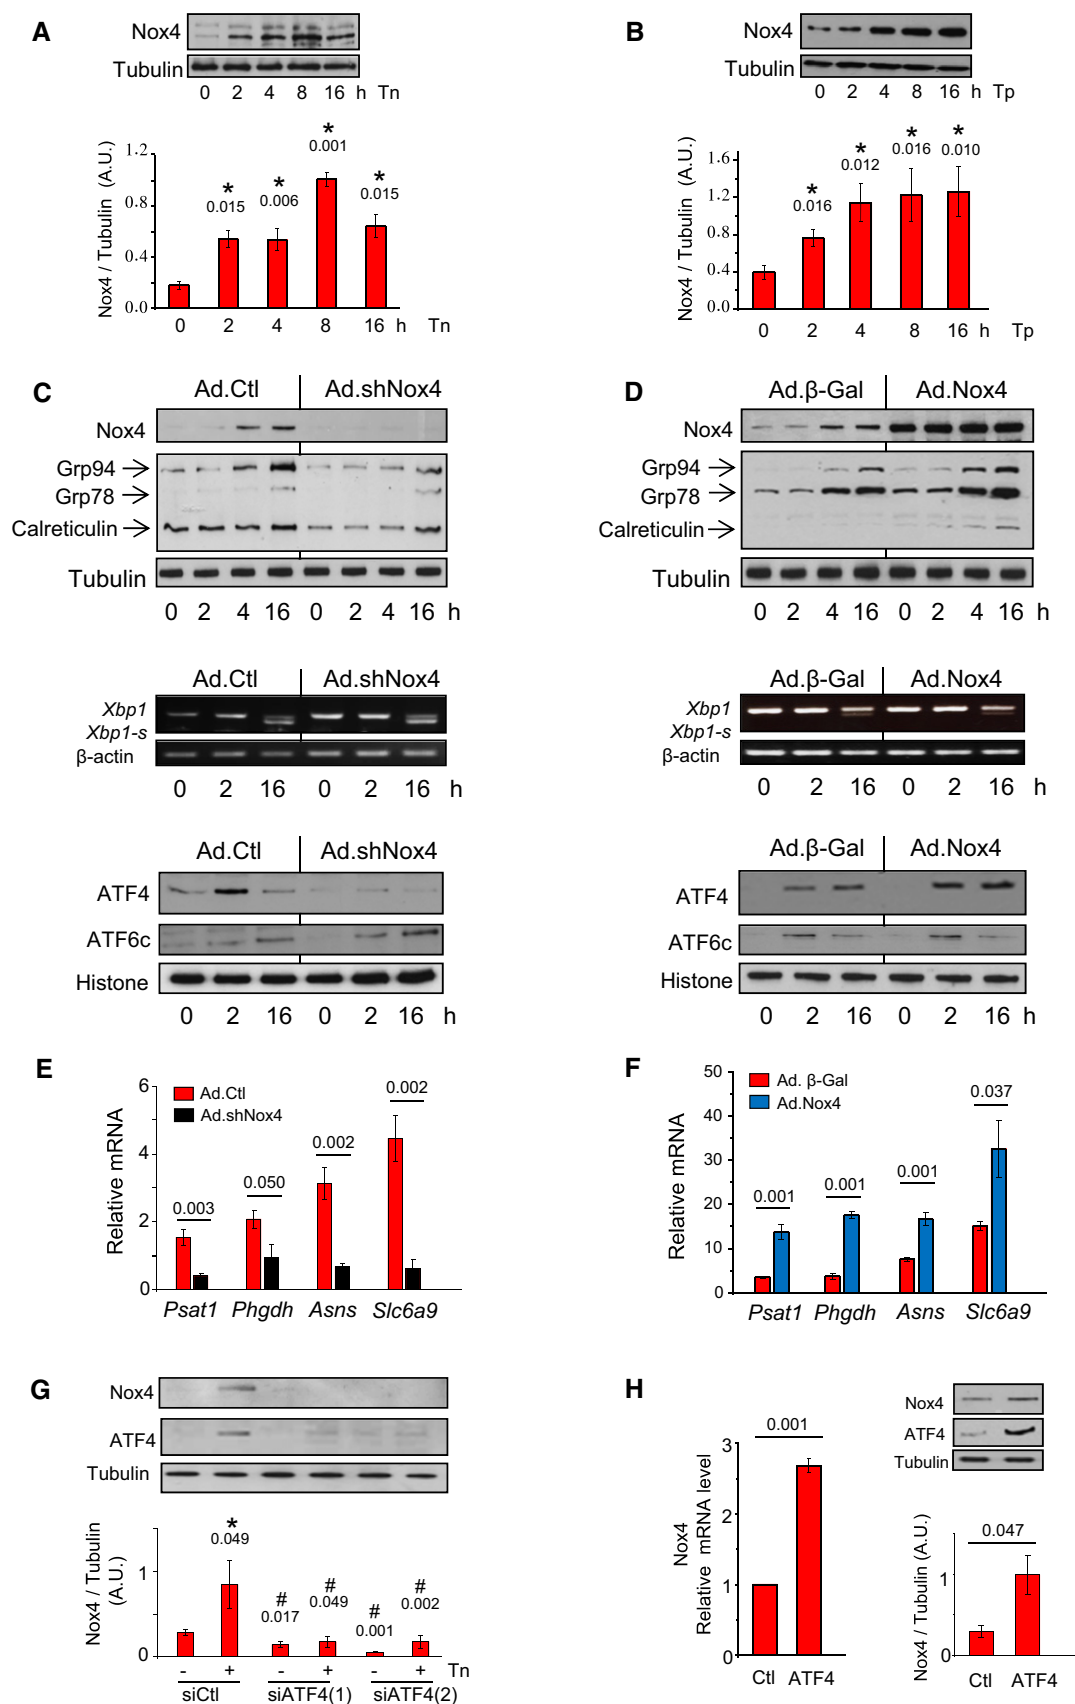 A
Nox4
Tubulin
0 2 4 8 16 h Tn
Nox4 / Tubulin (A.U.)
1.2
0.8
0.4
0.0
*
0.015
*
0.006
*
0.001
*
0.015
0 2 4 8 16 h Tn
B
Nox4
Tubulin
0 2 4 8 16 h Tp
Nox4 / Tubulin (A.U.)
1.6
1.2
0.8
0.4
0.0
*
0.016
*
0.012
*
0.016
*
0.010
0 2 4 8 16 h Tp
C
Ad.Ctl Ad.shNox4
Nox4
Grp94
Grp78
Calreticulin
Tubulin
0 2 4 16 0 2 4 16 h
Ad.Ctl Ad.shNox4
Xbp1
Xbp1-s
β-actin
0 2 16 0 2 16 h
Ad.Ctl Ad.shNox4
ATF4
ATF6c
Histone
0 2 16 0 2 16 h
D
Ad.β-Gal Ad.Nox4
Nox4
Grp94
Grp78
Calreticulin
Tubulin
0 2 4 16 0 2 4 16 h
Ad.β-Gal Ad.Nox4
Xbp1
Xbp1-s
β-actin
0 2 16 0 2 16 h
Ad.β-Gal Ad.Nox4
ATF4
ATF6c
Histone
0 2 16 0 2 16 h
E
Relative mRNA
6
4
2
0
Ad.Ctl
Ad.shNox4
0.003
0.050
0.002
0.002
Psat1 Phgdh Asns Slc6a9
F
Relative mRNA
50
40
30
20
10
0
Ad. β-Gal
Ad.Nox4
0.001
0.001
0.001
0.037
Psat1 Phgdh Asns Slc6a9
G
Nox4
ATF4
Tubulin
Nox4 / Tubulin
(A.U.)
1
0
*
0.049
#
0.017
#
0.049
#
0.001
#
0.002
- + - + - + Tn
siCtl siATF4(1) siATF4(2)
H
Nox4
Relative mRNA level
3
2
1
0
0.001
Ctl ATF4
Nox4
ATF4
Tubulin
Nox4 / Tubulin (A.U.)
1
0
0.047
Ctl ATF4